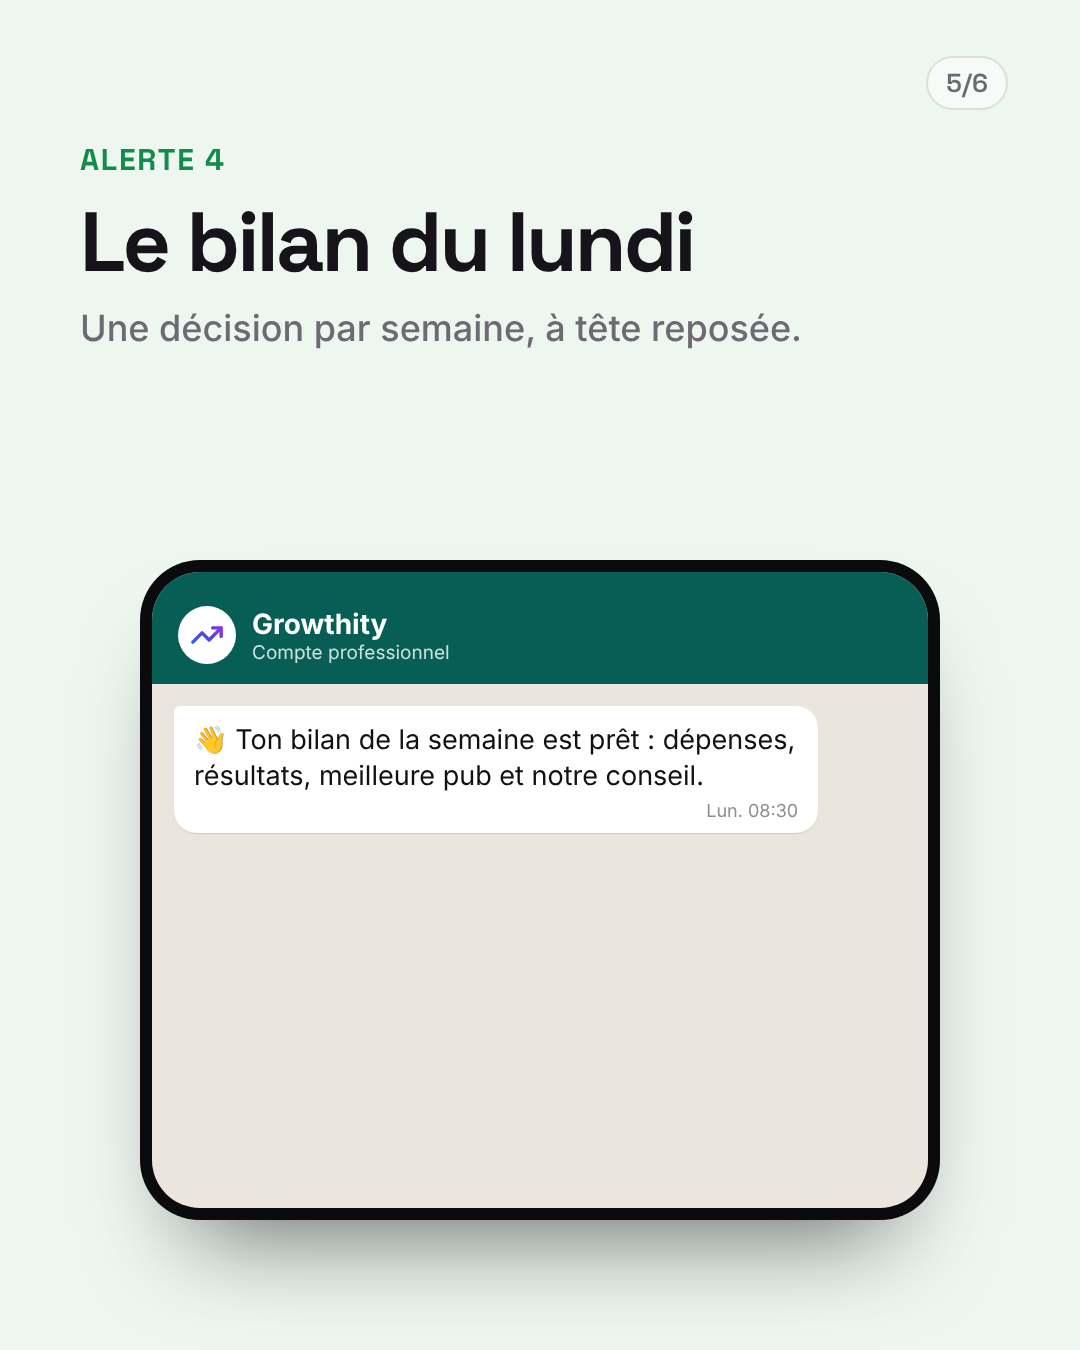 5/6
ALERTE 4
Le bilan du lundi
Une décision par semaine, à tête reposée.
Growthity
Compte professionnel
👋 Ton bilan de la semaine est prêt : dépenses,
résultats, meilleure pub et notre conseil.
Lun. 08:30